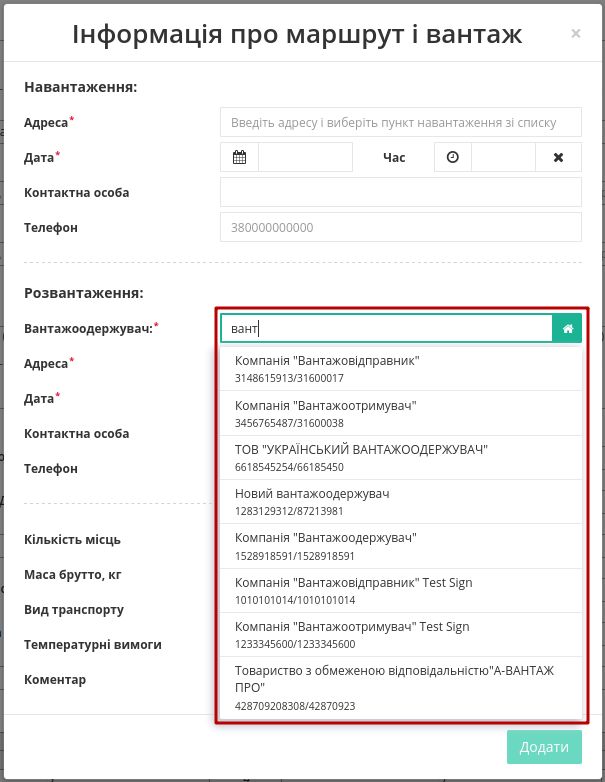 Інформація про маршрут і вантаж ×
Навантаження:
Адреса* Введіть адресу і виберіть пункт навантаження зі списку
Дата* Час
Контактна особа
Телефон 380000000000
Розвантаження:
Вантажоодержувач:* вант
Компанія "Вантажовідправник"
3148615913/31600017
Адреса*
Компанія "Вантажоотримувач"
3456765487/31600038
Дата*
Контактна особа
ТОВ "УКРАЇНСЬКИЙ ВАНТАЖООДЕРЖУВАЧ"
6618545254/66185450
Телефон
Новий вантажоодержувач
1283129312/87213981
Кількість місць
Компанія "Вантажоодержувач"
1528918591/1528918591
Маса брутто, кг
Компанія "Вантажовідправник" Test Sign
1010101014/1010101014
Вид транспорту
Компанія "Вантажоотримувач" Test Sign
1233345600/1233345600
Температурні вимоги
Товариство з обмеженою відповідальністю"А-ВАНТАЖ
ПРО"
428709208308/42870923
Коментар
Додати